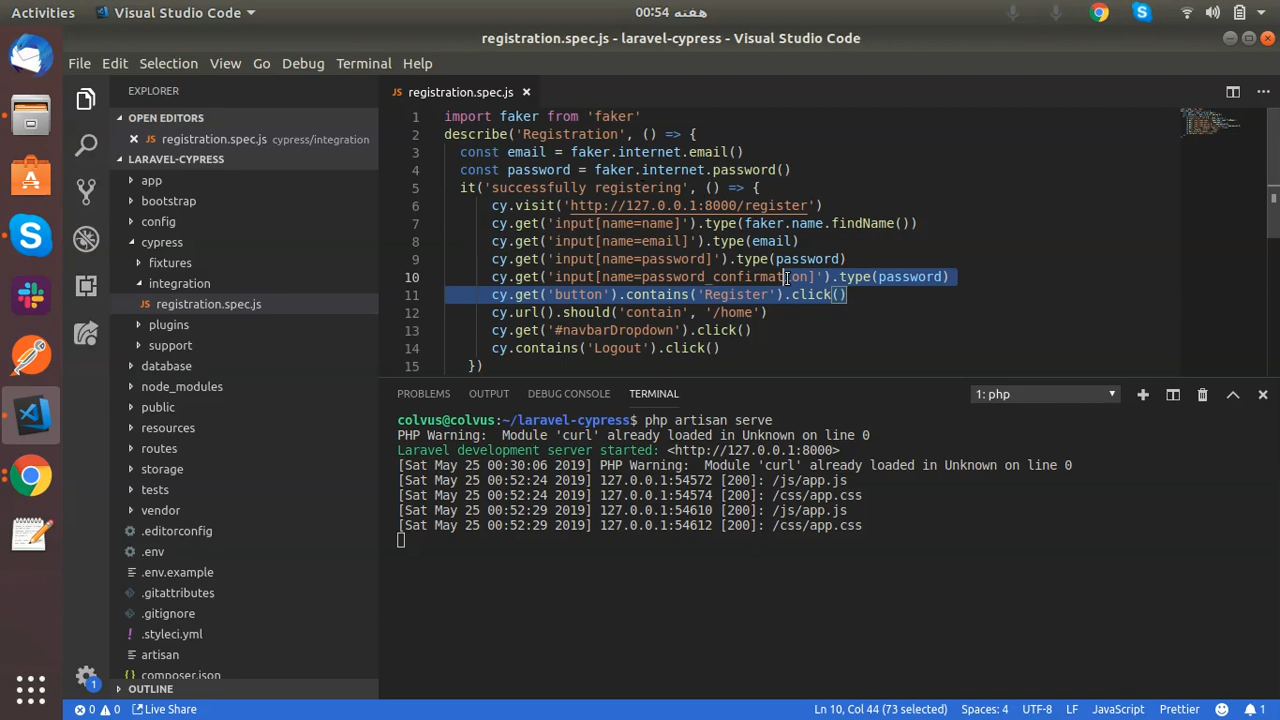 Activities
Visual Studio Code
هفته 00:54
registration.spec.js - laravel-cypress - Visual Studio Code
File Edit Selection View Go Debug Terminal Help
EXPLORER
OPEN EDITORS
registration.spec.js cypress/integration
LARAVEL-CYPRESS
app
bootstrap
config
cypress
fixtures
integration
JS registration.spec.js
plugins
support
database
node_modules
public
resources
routes
storage
tests
vendor
.editorconfig
.env
.env.example
.gitattributes
.gitignore
.styleci.yml
artisan
composer.json
OUTLINE
JS registration.spec.js
1 import faker from 'faker'
2 describe('Registration', () => {
3 const email = faker.internet.email()
4 const password = faker.internet.password()
5 it('successfully registering', () => {
6 cy.visit('http://127.0.0.1:8000/register')
7 cy.get('input[name=name]').type(faker.name.findName())
8 cy.get('input[name=email]').type(email)
9 cy.get('input[name=password]').type(password)
10 cy.get('input[name=password_confirmation]').type(password)
11 cy.get('button').contains('Register').click()
12 cy.url().should('contain', '/home')
13 cy.get('#navbarDropdown').click()
14 cy.contains('Logout').click()
15 })
PROBLEMS OUTPUT DEBUG CONSOLE TERMINAL
1: php
colvus@colvus:~/laravel-cypress$ php artisan serve
PHP Warning:  Module 'curl' already loaded in Unknown on line 0
Laravel development server started: <http://127.0.0.1:8000>
[Sat May 25 00:30:06 2019] PHP Warning:  Module 'curl' already loaded in Unknown on line 0
[Sat May 25 00:52:24 2019] 127.0.0.1:54572 [200]: /js/app.js
[Sat May 25 00:52:24 2019] 127.0.0.1:54574 [200]: /css/app.css
[Sat May 25 00:52:29 2019] 127.0.0.1:54610 [200]: /js/app.js
[Sat May 25 00:52:29 2019] 127.0.0.1:54612 [200]: /css/app.css
1
0 0 Live Share
Ln 10, Col 44 (73 selected) Spaces: 4 UTF-8 LF JavaScript Prettier 1